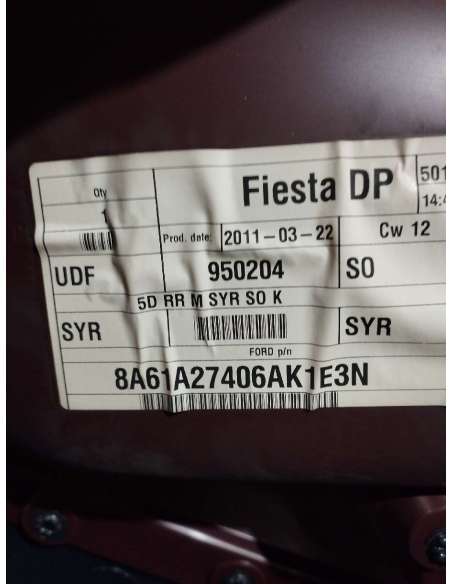 Qty
1
Fiesta DP
501
14:4
Prod. date:
2011-03-22
Cw 12
UDF
950204
SO
5D RR M SYR SO K
SYR
SYR
FORD p/n
8A61A27406AK1E3N